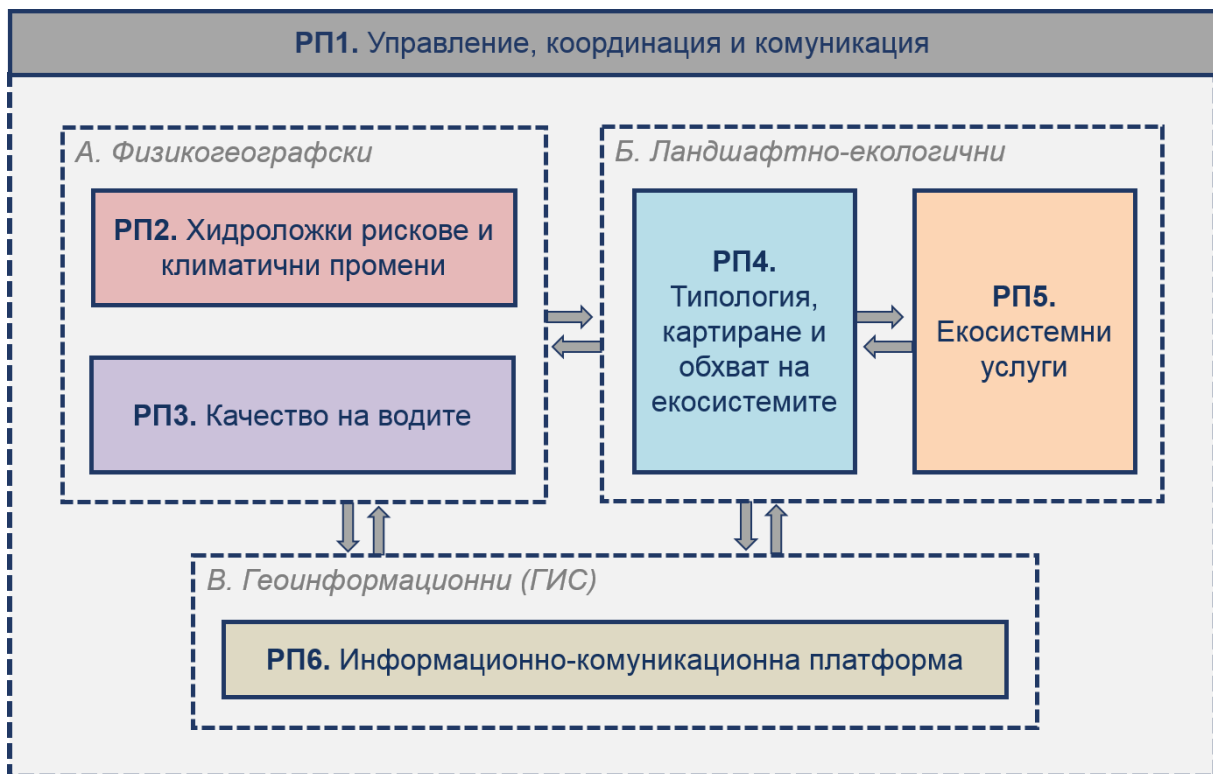 РП1. Управление, координация и комуникация
А. Физикогеографски
РП2. Хидроложки рискове и
климатични промени
РП3. Качество на водите
Б. Ландшафтно-екологични
РП4.
Типология,
картиране и
обхват на
екосистемите
РП5.
Екосистемни
услуги
В. Геоинформационни (ГИС)
РП6. Информационно-комуникационна платформа